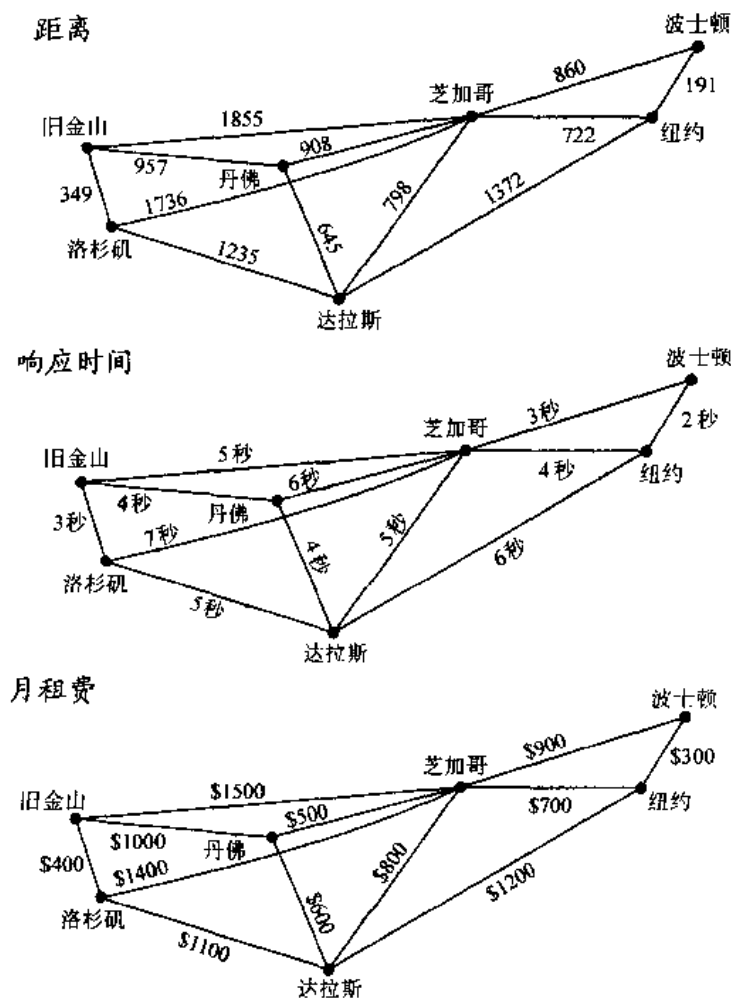 距离
波士顿
860
191
芝加哥
旧金山
1855
908
722
纽约
957
丹佛
349
1736
798
1372
645
洛杉矶
1235
达拉斯
响应时间
波士顿
3秒
2秒
芝加哥
旧金山
5秒
6秒
4秒
纽约
4秒
丹佛
3秒
7秒
4秒
5秒
6秒
洛杉矶
5秒
达拉斯
月租费
波士顿
$900
$300
芝加哥
旧金山
$1500
$500
$700
纽约
$1000
丹佛
$400
$1400
$800
$1200
$600
洛杉矶
$1100
达拉斯